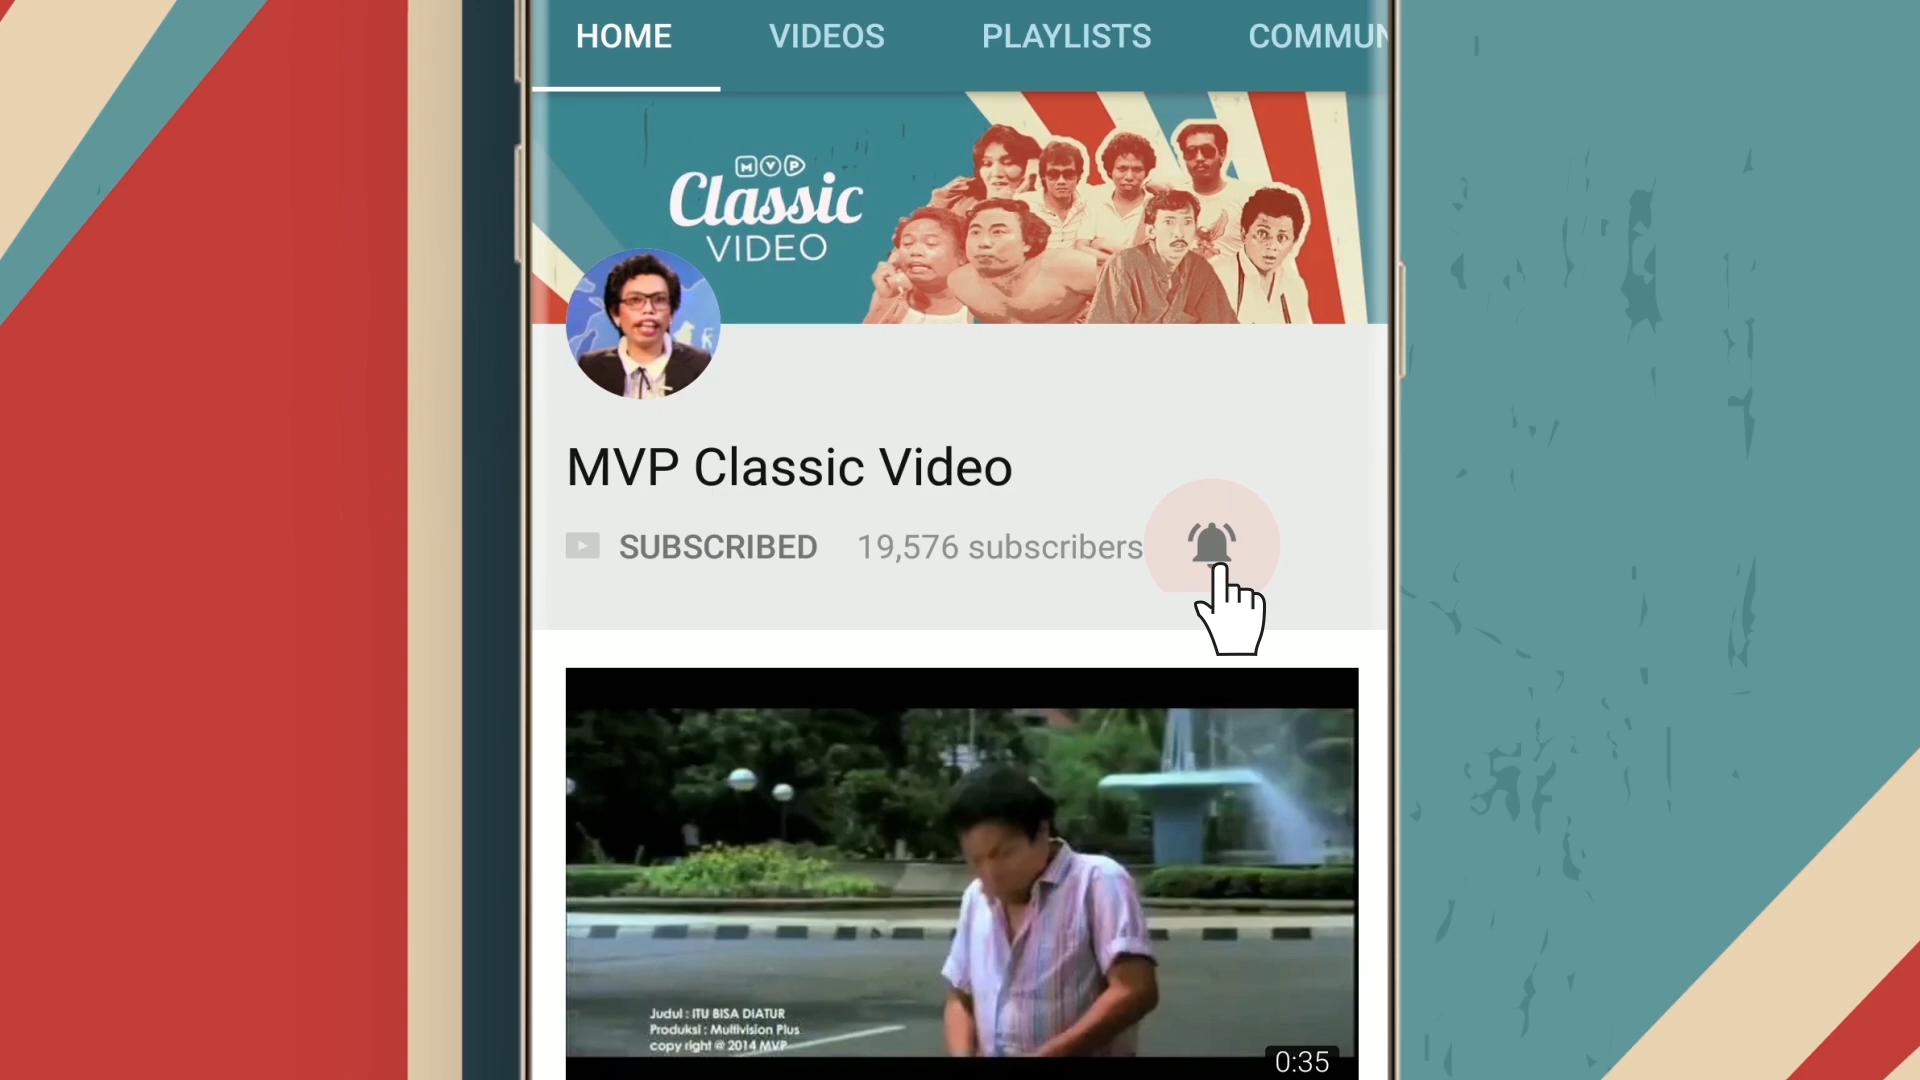 HOME VIDEOS PLAYLISTS COMMUN
MVP
Classic
VIDEO
MVP Classic Video
SUBSCRIBED 19,576 subscribers
Judul : ITU BISA DIATUR
Produksi : Multivision Plus
copy right @ 2014 MVP
0:35